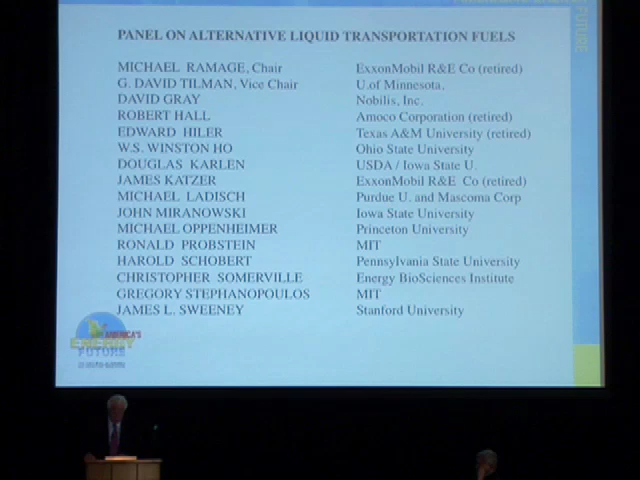 PANEL ON ALTERNATIVE LIQUID TRANSPORTATION FUELS
MICHAEL RAMAGE, Chair ExxonMobil R&E Co (retired)
G. DAVID TILMAN, Vice Chair U.of Minnesota,
DAVID GRAY Nobilis, Inc.
ROBERT HALL Amoco Corporation (retired)
EDWARD HILER Texas A&M University (retired)
W.S. WINSTON HO Ohio State University
DOUGLAS KARLEN USDA / Iowa State U.
JAMES KATZER ExxonMobil R&E Co (retired)
MICHAEL LADISCH Purdue U. and Mascoma Corp
JOHN MIRANOWSKI Iowa State University
MICHAEL OPPENHEIMER Princeton University
RONALD PROBSTEIN MIT
HAROLD SCHOBERT Pennsylvania State University
CHRISTOPHER SOMERVILLE Energy BioSciences Institute
GREGORY STEPHANOPOULOS MIT
JAMES L. SWEENEY Stanford University
AMERICA'S
ENERGY
FUTURE
FUTURE